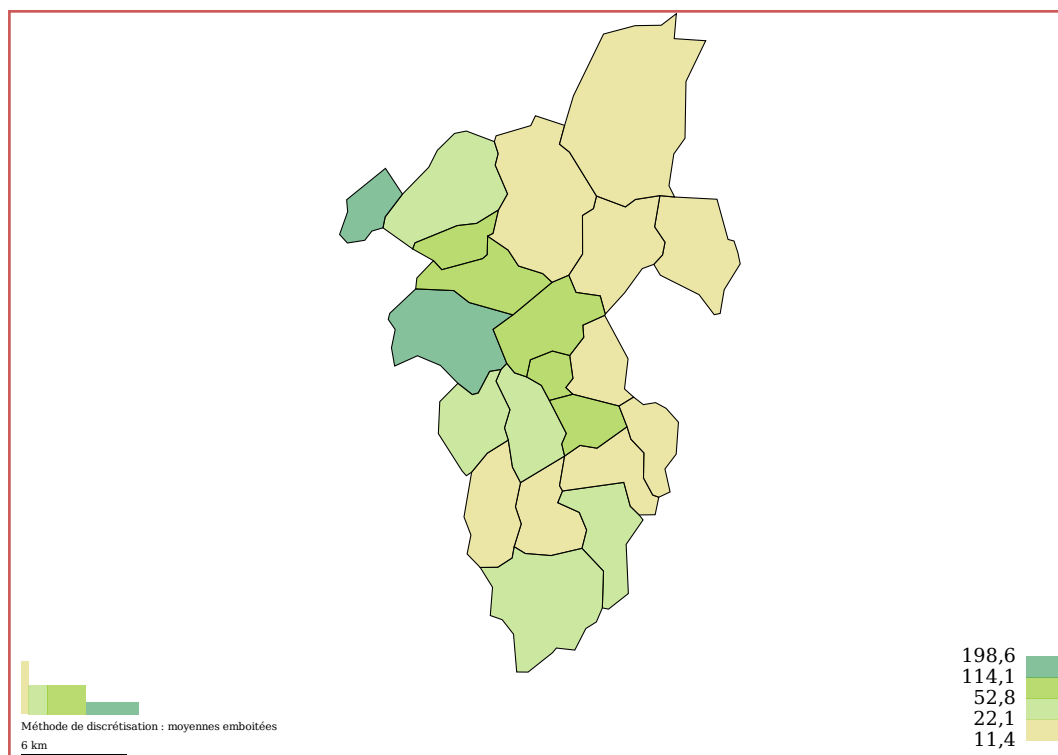 198,6
114,1
52,8
22,1
11,4
Méthode de discrétisation : moyennes emboitées
6 km